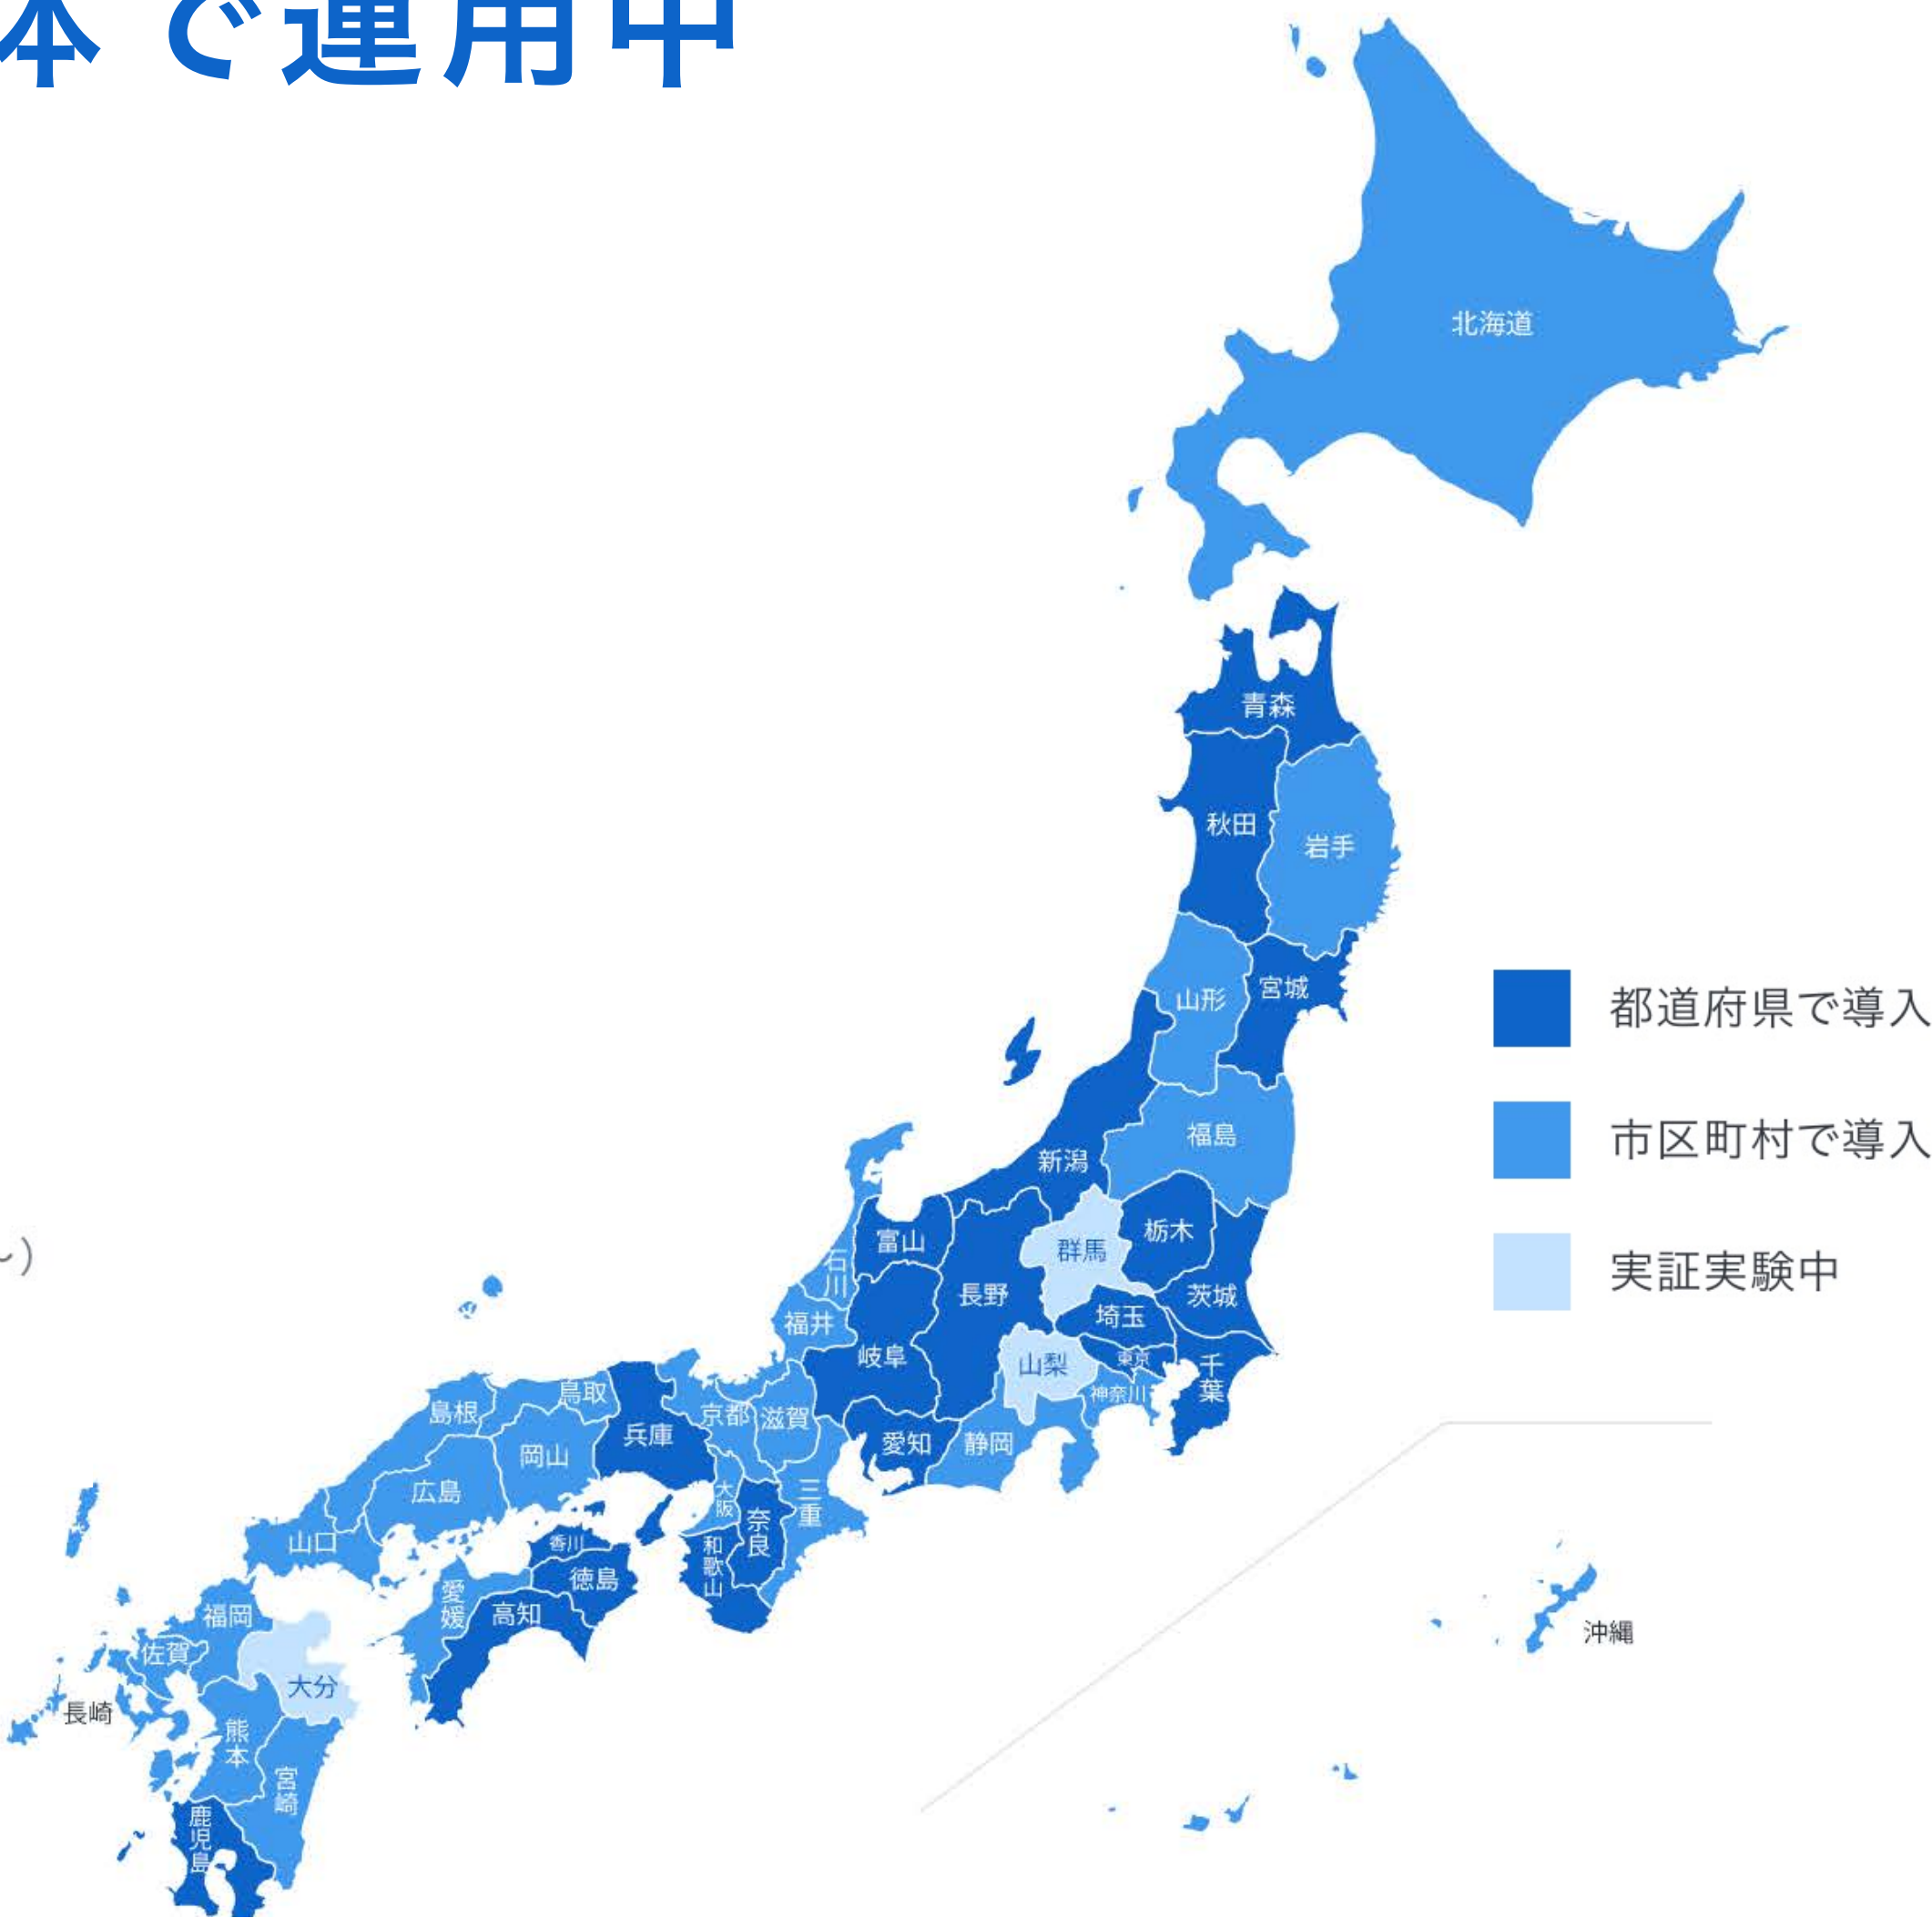 本で運用中
北海道
青森
秋田
岩手
山形
宮城
都道府県で導入
市区町村で導入
実証実験中
新潟
福島
富山
石川
群馬
栃木
長野
茨城
埼玉
福井
岐阜
山梨
東京
千葉
神奈川
鳥取
島根
兵庫
京都
滋賀
愛知
静岡
岡山
広島
大阪
三重
奈良
山口
香川
和歌山
徳島
愛媛
高知
福岡
佐賀
大分
長崎
熊本
宮崎
鹿児島
沖縄
～)